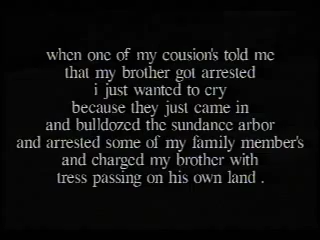 when one of my cousion's told me
that my brother got arrested
i just wanted to cry
because they just came in
and bulldozed the sundance arbor
and arrested some of my family member's
and charged my brother with
tress passing on his own land .